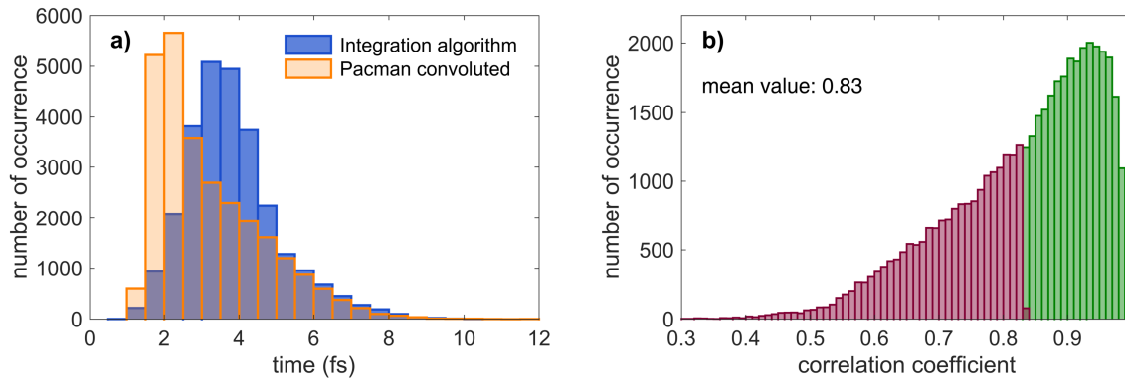 a)
Integration algorithm
Pacman convoluted
number of occurrence
6000
5000
4000
3000
2000
1000
0
0 2 4 6 8 10 12
time (fs)
b)
mean value: 0.83
number of occurrence
2000
1500
1000
500
0
0.3 0.4 0.5 0.6 0.7 0.8 0.9
correlation coefficient